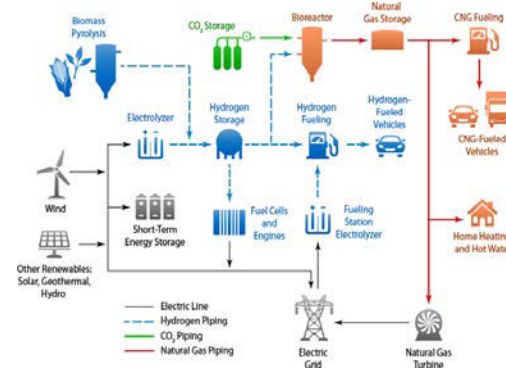 Biomass
Pyrolysis
CO₂ Storage
Bioreactor
Natural
Gas Storage
CNG Fueling
Electrolyzer
Hydrogen
Storage
Hydrogen
Fueling
Hydrogen-
Fueled
Vehicles
CNG-Fueled
Vehicles
Wind
Short-Term
Energy Storage
Fuel Cells
and
Engines
Fueling
Station
Electrolyzer
Home Heating
and Hot Wate
Other Renewables:
Solar, Geothermal,
Hydro
Electric Line
Hydrogen Piping
CO₂ Piping
Natural Gas Piping
Electric
Grid
Natural Gas
Turbine